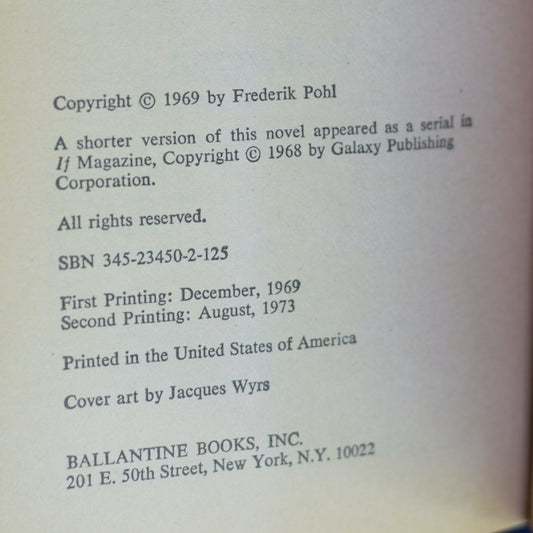 Copyright © 1969 by Frederik Pohl
A shorter version of this novel appeared as a serial in
If Magazine, Copyright © 1968 by Galaxy Publishing
Corporation.
All rights reserved.
SBN 345-23450-2-125
First Printing: December, 1969
Second Printing: August, 1973
Printed in the United States of America
Cover art by Jacques Wyrs
BALLANTINE BOOKS, INC.
201 E. 50th Street, New York, N.Y. 10022